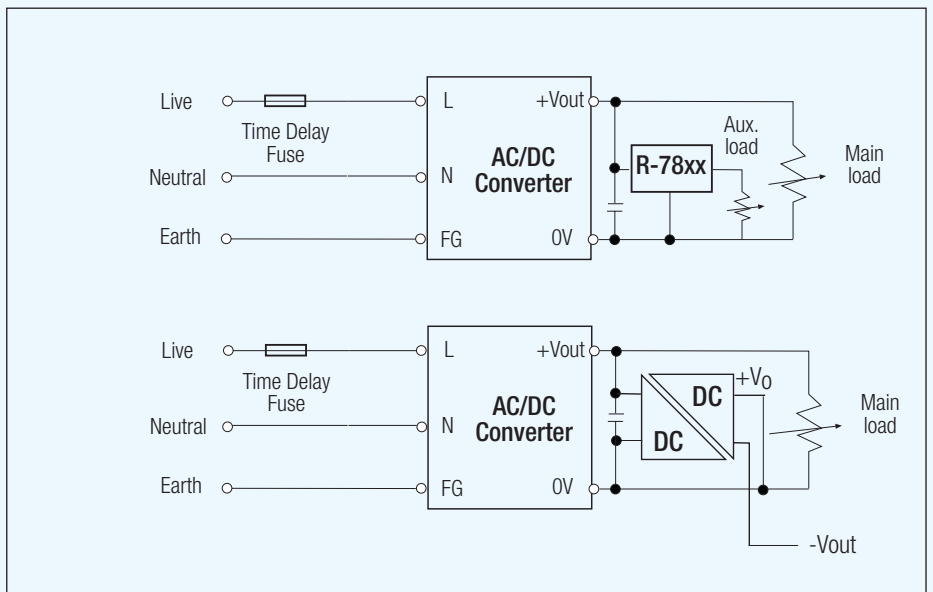 Live
Time Delay
Fuse
Neutral
Earth
L
N
FG
AC/DC
Converter
+Vout
0V
R-78xx
Aux.
load
Main
load
Live
Time Delay
Fuse
Neutral
Earth
L
N
FG
AC/DC
Converter
+Vout
0V
DC
DC
+VO
Main
load
-Vout